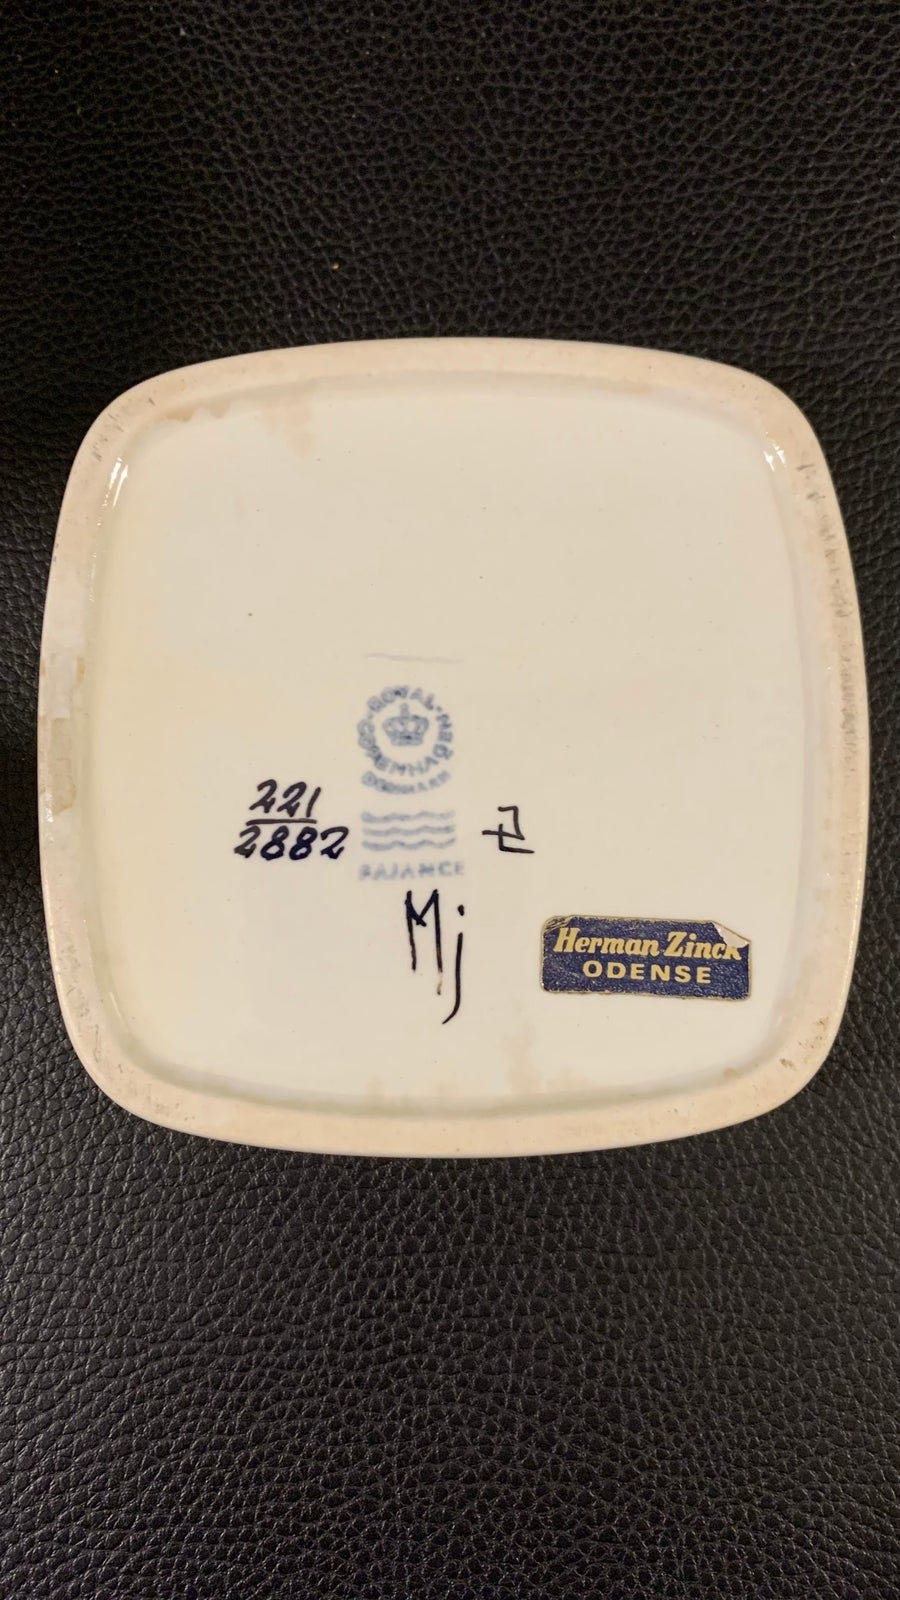 ROYAL COPENHAGEN
DENMARK
221
2882
FAJANCE
Mj
Herman Zinck
ODENSE